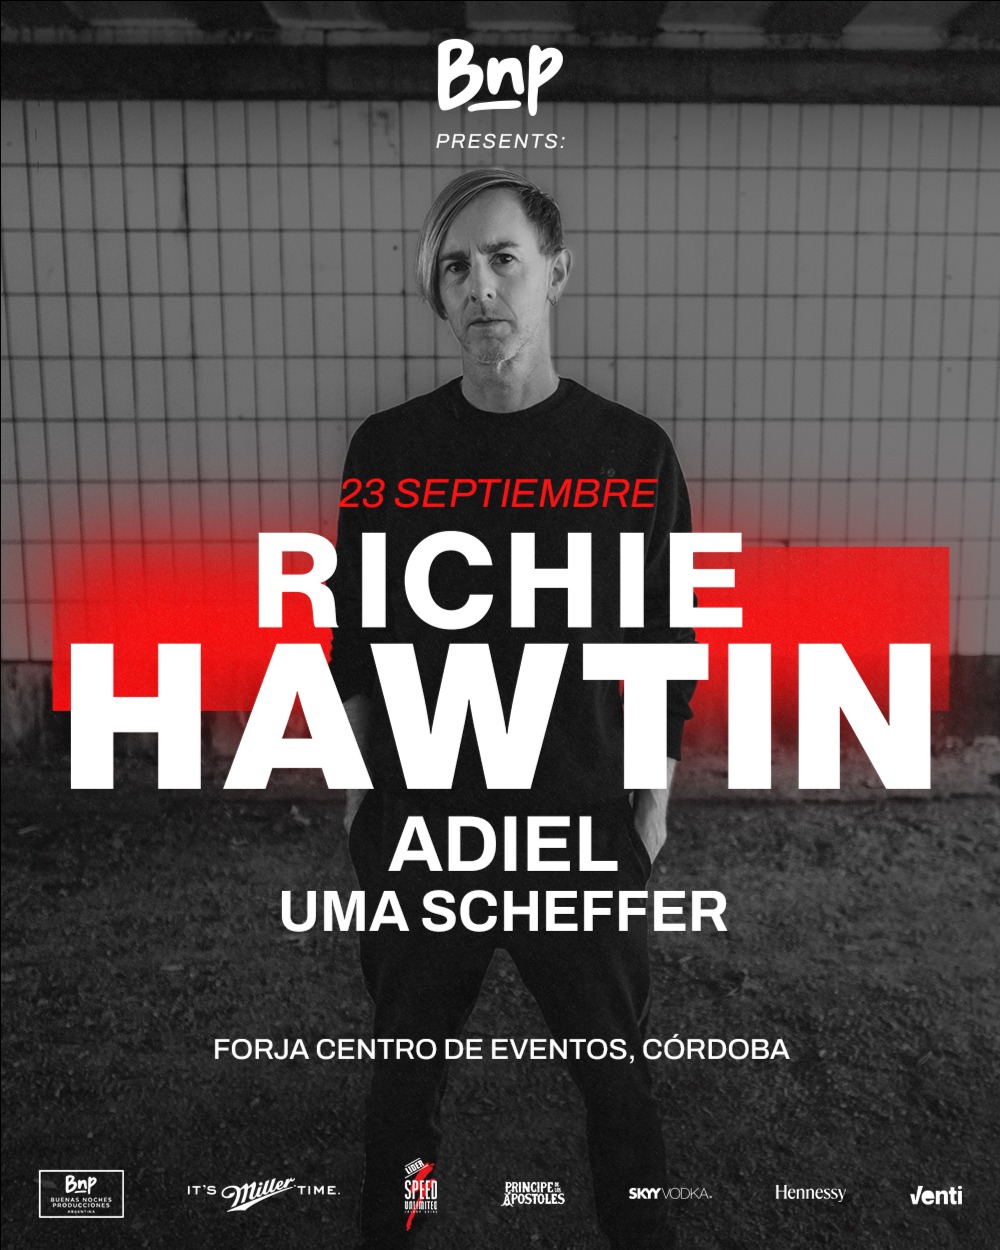 Bnp
PRESENTS:
23 SEPTIEMBRE
RICHIE
HAWTIN
ADIEL
UMA SCHEFFER
FORJA CENTRO DE EVENTOS, CÓRDOBA
Bnp
BUENAS NOCHES
PRODUCCIONES
ARGENTINA
IT'S Miller TIME.
LIDER
SPEED
UNLIMITED
PRINCIPE DE LOS
APOSTOLES
SKYY VODKA
Hennessy
Venti